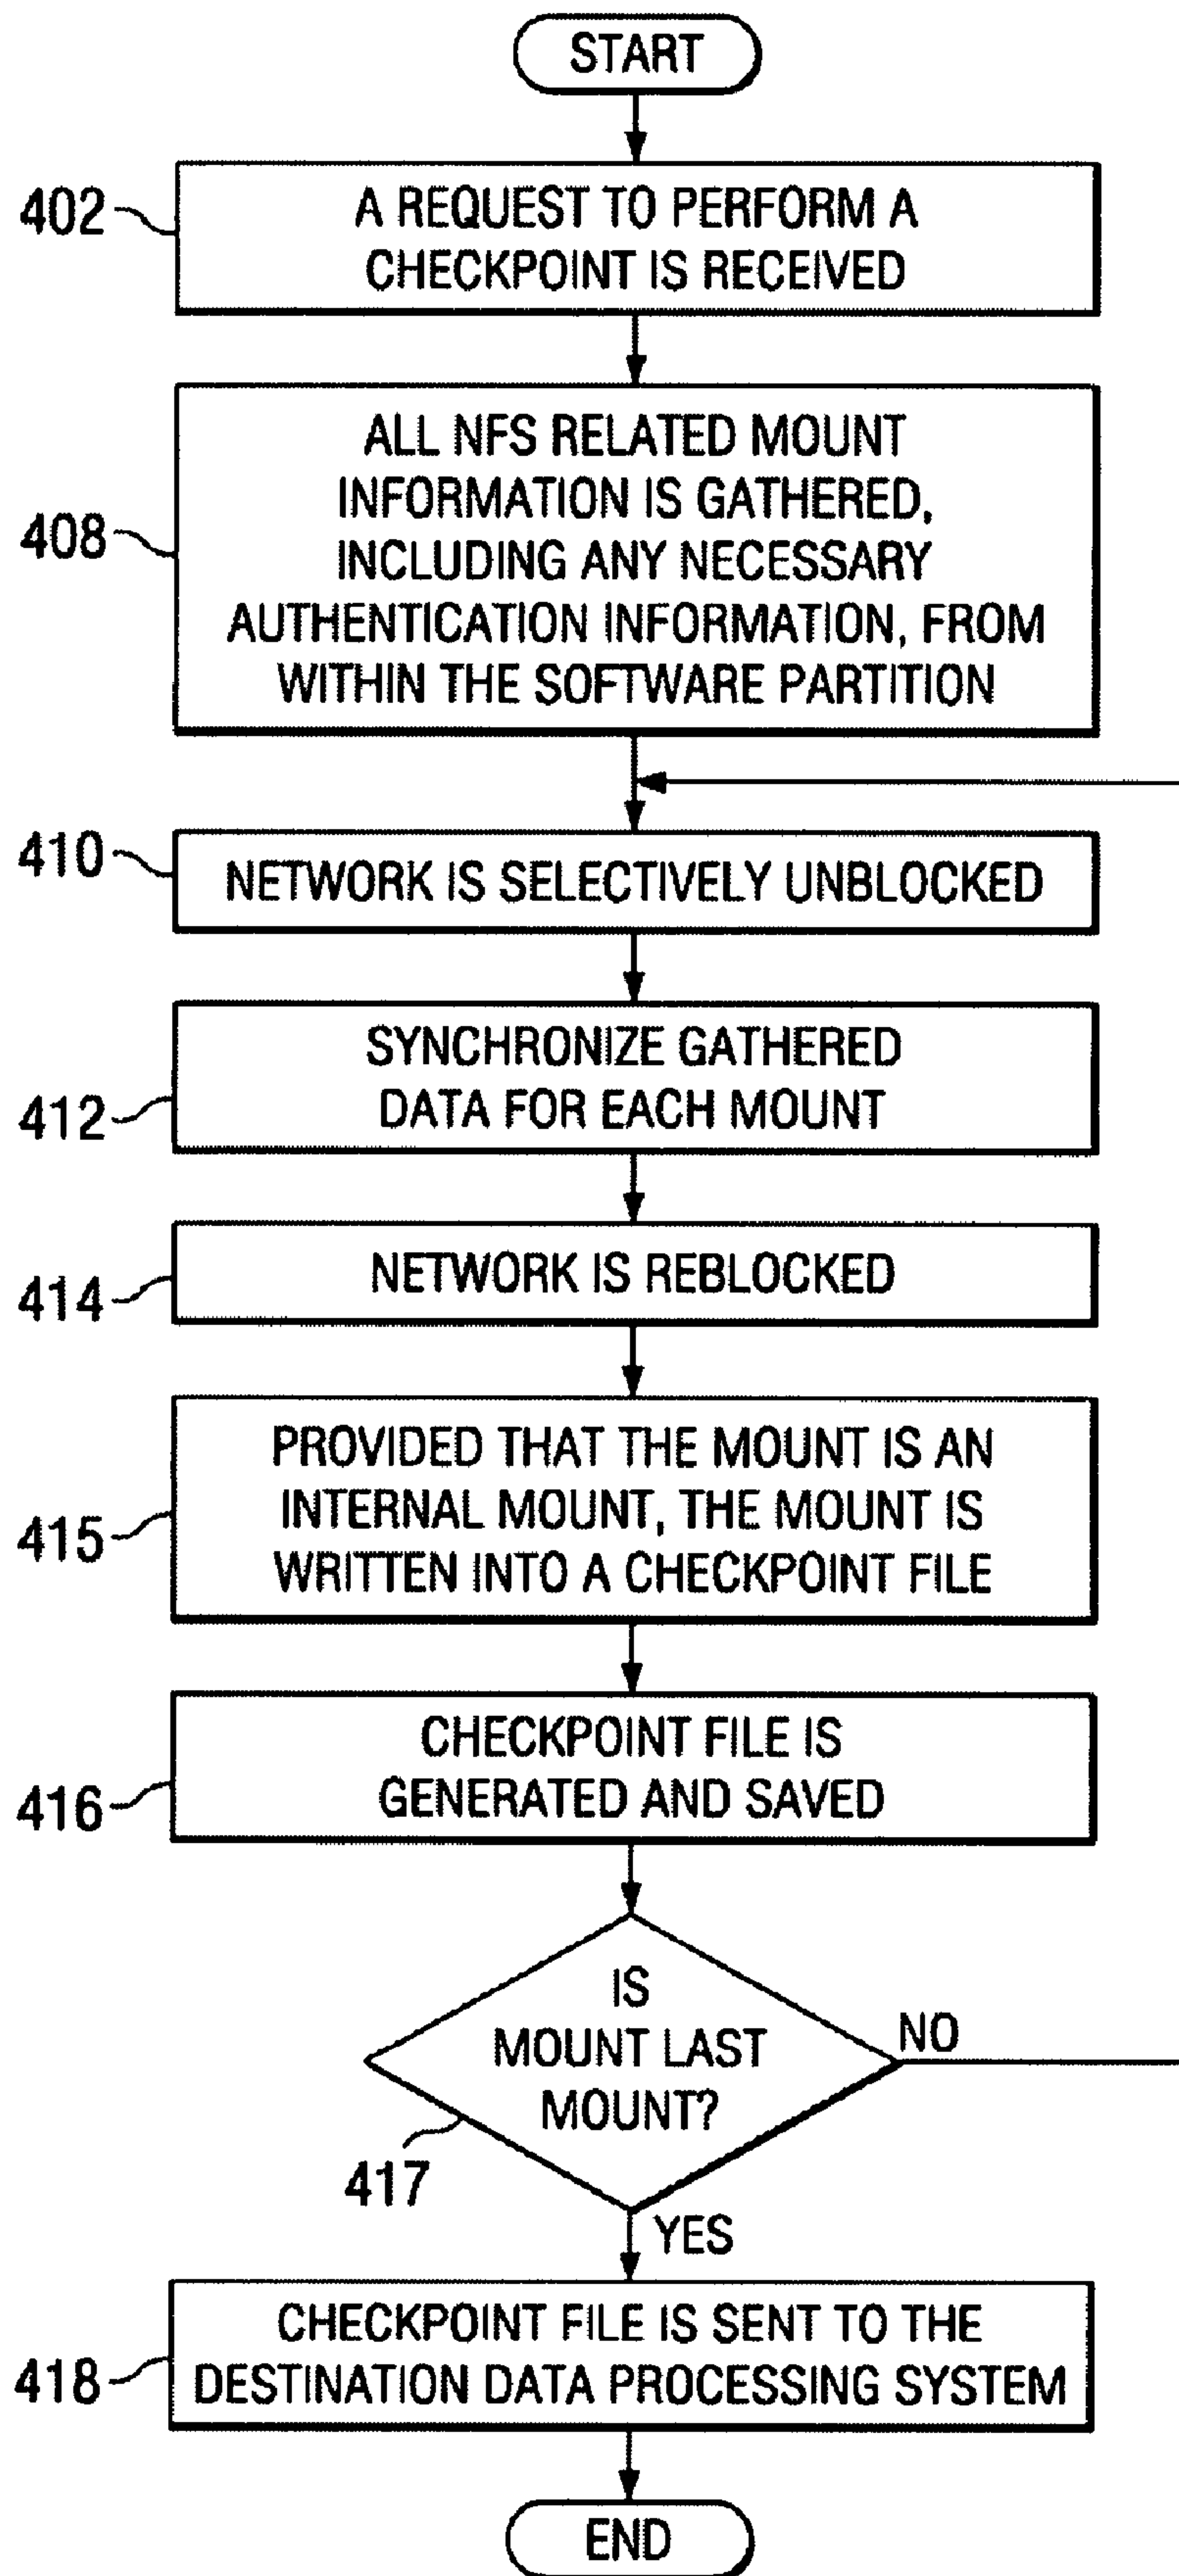 START
402
A REQUEST TO PERFORM A
CHECKPOINT IS RECEIVED
408
ALL NFS RELATED MOUNT
INFORMATION IS GATHERED,
INCLUDING ANY NECESSARY
AUTHENTICATION INFORMATION, FROM
WITHIN THE SOFTWARE PARTITION
410
NETWORK IS SELECTIVELY UNBLOCKED
412
SYNCHRONIZE GATHERED
DATA FOR EACH MOUNT
414
NETWORK IS REBLOCKED
415
PROVIDED THAT THE MOUNT IS AN
INTERNAL MOUNT, THE MOUNT IS
WRITTEN INTO A CHECKPOINT FILE
416
CHECKPOINT FILE IS
GENERATED AND SAVED
IS
MOUNT LAST
MOUNT?
NO
417
YES
418
CHECKPOINT FILE IS SENT TO THE
DESTINATION DATA PROCESSING SYSTEM
END